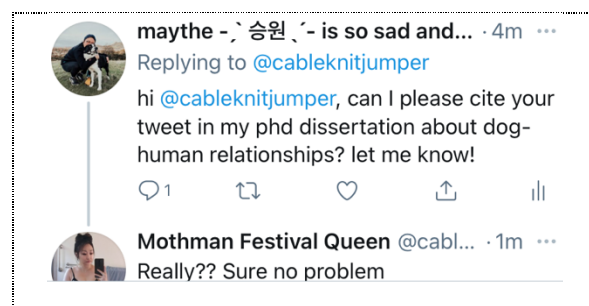 maythe -ˏˋ 승원 ˎˊ- is so sad and... · 4m ...
Replying to @cableknitjumper
hi @cableknitjumper, can I please cite your
tweet in my phd dissertation about dog-
human relationships? let me know!
1
Mothman Festival Queen @cabl... · 1m ...
Really?? Sure no problem